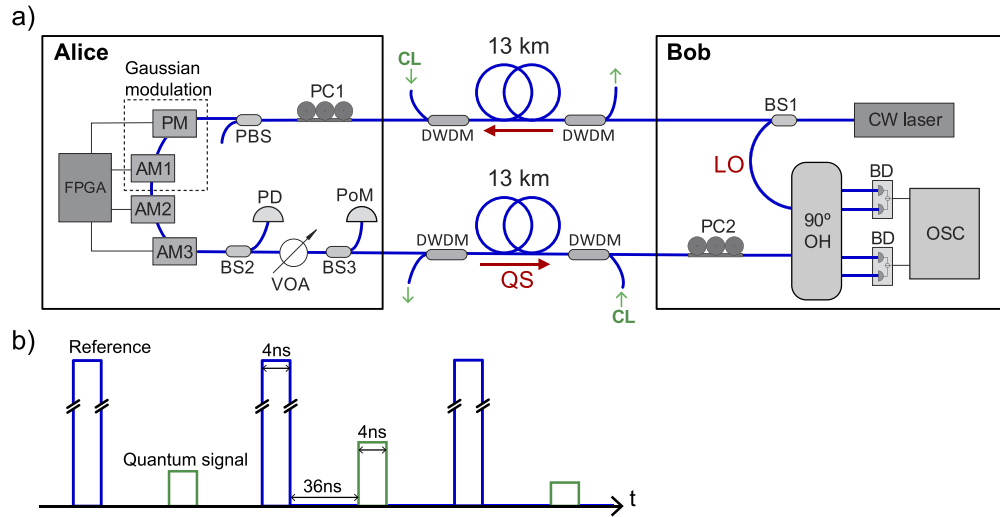 a)
Alice
Gaussian
modulation
PM
AM1
FPGA
AM2
AM3
PBS
PC1
PD
PoM
BS2
VOA
BS3
CL
13 km
DWDM
DWDM
13 km
DWDM
DWDM
QS
CL
Bob
BS1
CW laser
LO
BD
PC2
90º
OH
BD
OSC
b)
Reference
4ns
4ns
Quantum signal
36ns
t